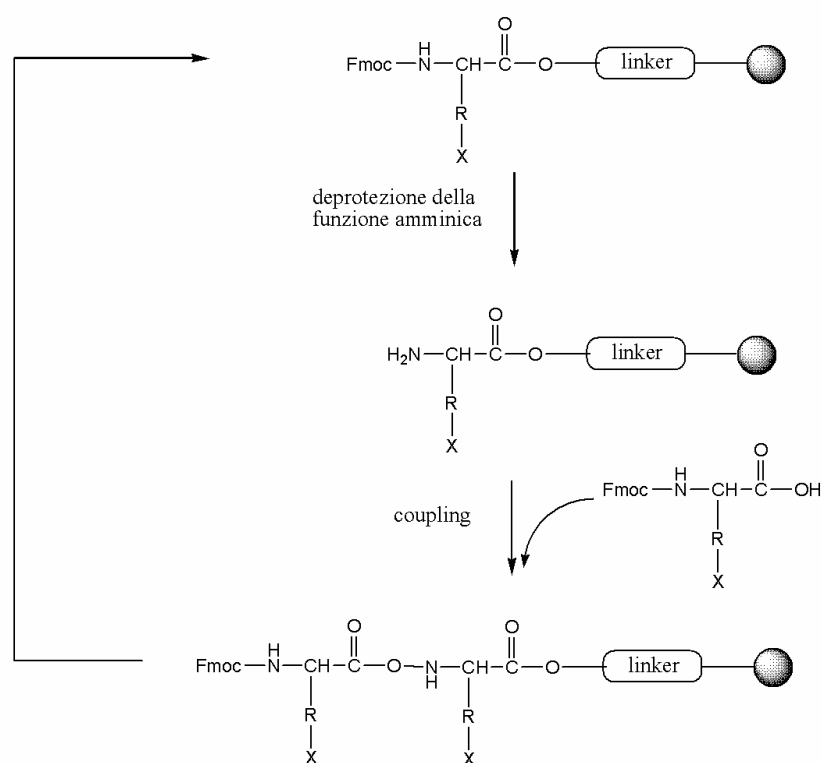 O
H
Fmoc—N—CH—C—O—linker
R
X
deprotezione della
funzione amminica
O
H₂N—CH—C—O—linker
R
X
O
H
Fmoc—N—CH—C—OH
R
X
coupling
O O
H
Fmoc—N—CH—C—O—N—CH—C—O—linker
H
R R
X X